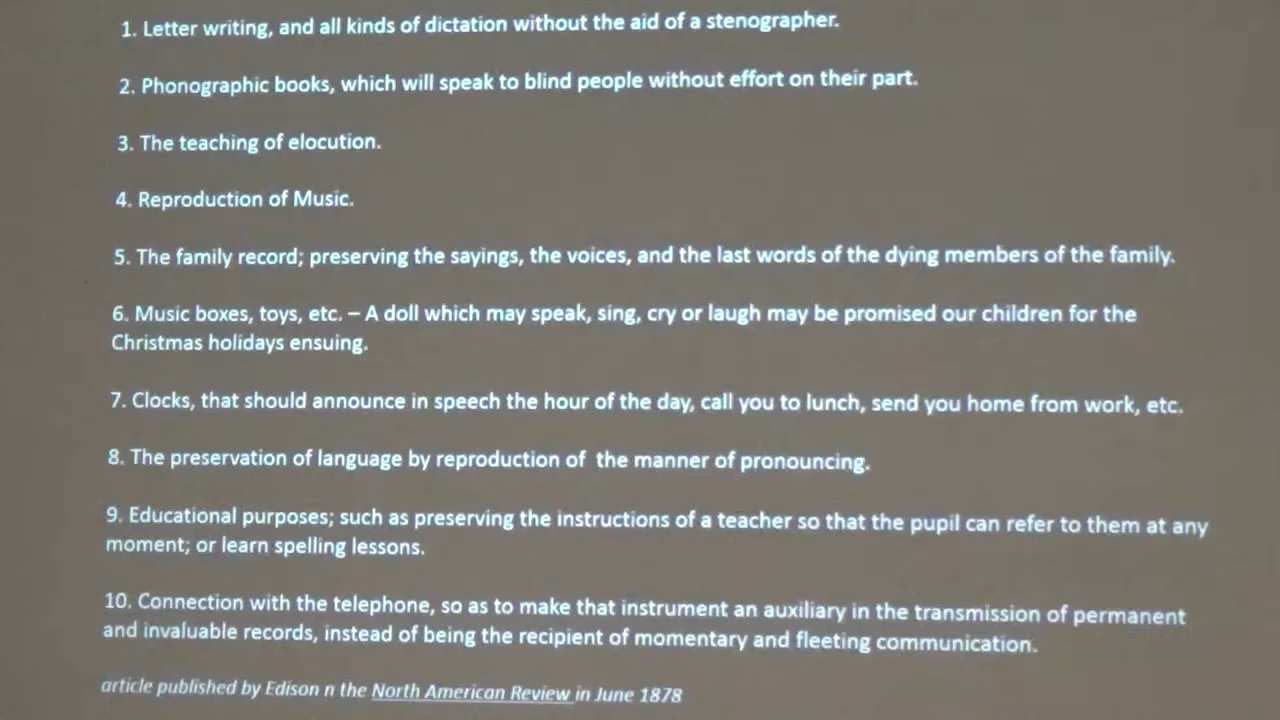 1. Letter writing, and all kinds of dictation without the aid of a stenographer.
2. Phonographic books, which will speak to blind people without effort on their part.
3. The teaching of elocution.
4. Reproduction of Music.
5. The family record; preserving the sayings, the voices, and the last words of the dying members of the family.
6. Music boxes, toys, etc. – A doll which may speak, sing, cry or laugh may be promised our children for the
Christmas holidays ensuing.
7. Clocks, that should announce in speech the hour of the day, call you to lunch, send you home from work, etc.
8. The preservation of language by reproduction of the manner of pronouncing.
9. Educational purposes; such as preserving the instructions of a teacher so that the pupil can refer to them at any
moment; or learn spelling lessons.
10. Connection with the telephone, so as to make that instrument an auxiliary in the transmission of permanent
and invaluable records, instead of being the recipient of momentary and fleeting communication.
article published by Edison n the North American Review in June 1878